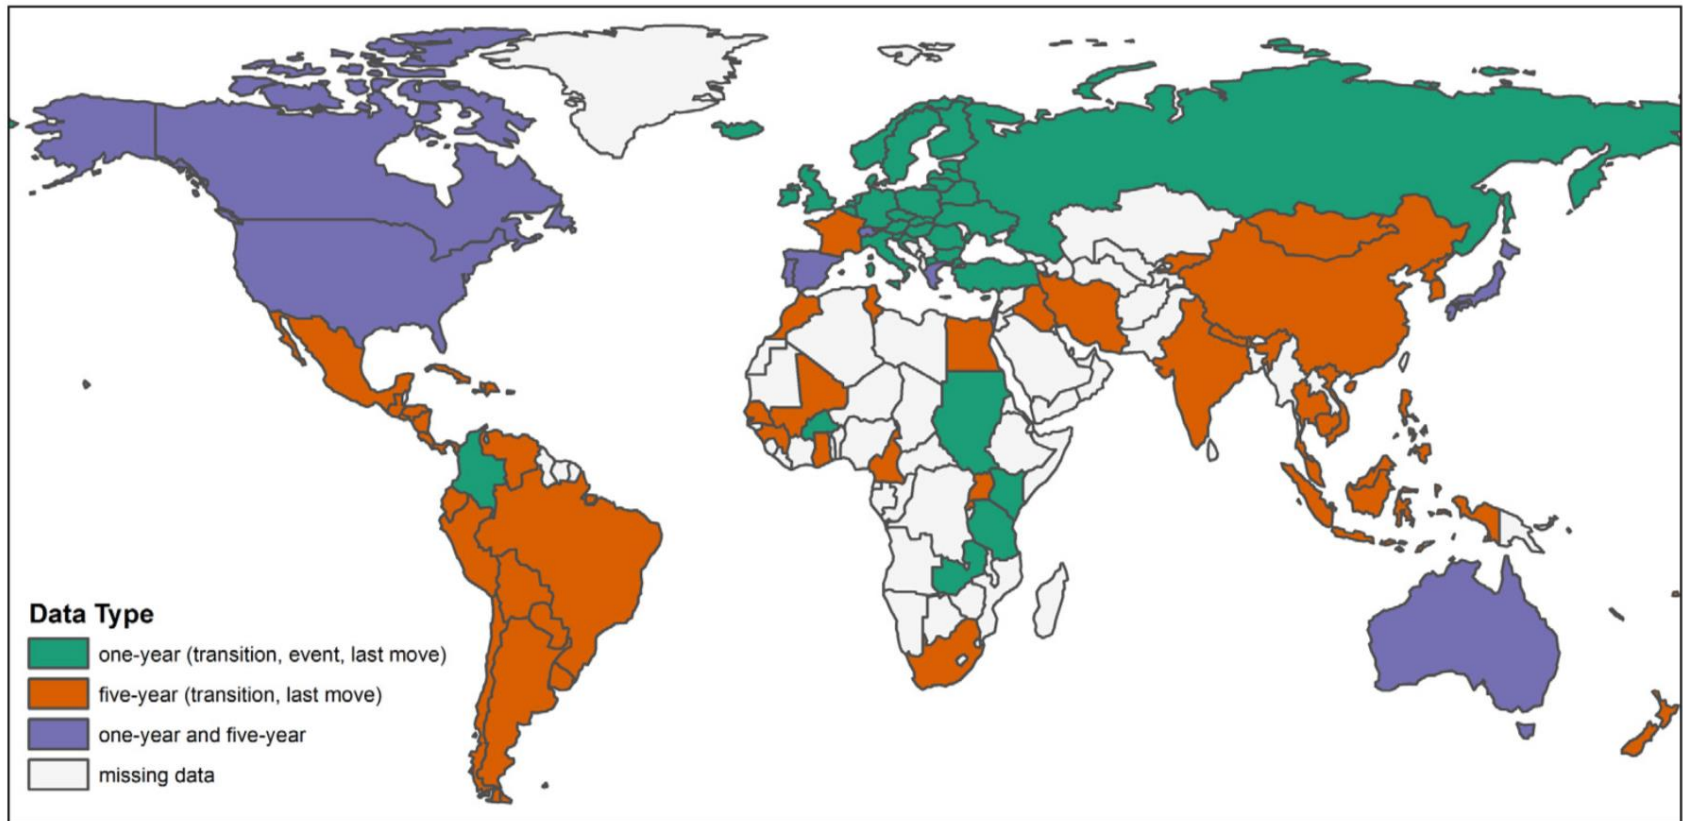 Data Type
one-year (transition, event, last move)
five-year (transition, last move)
one-year and five-year
missing data